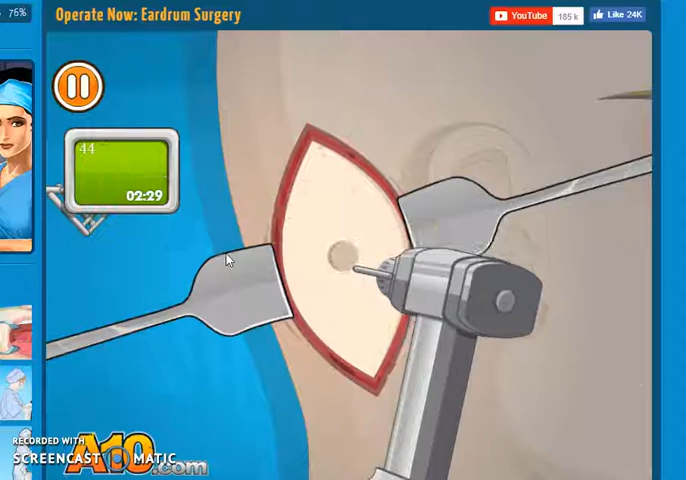 76%
Operate Now: Eardrum Surgery
YouTube 185 k
Like 24K
44
02:29
RECORDED WITH
SCREENCAST MATIC
A10
.com